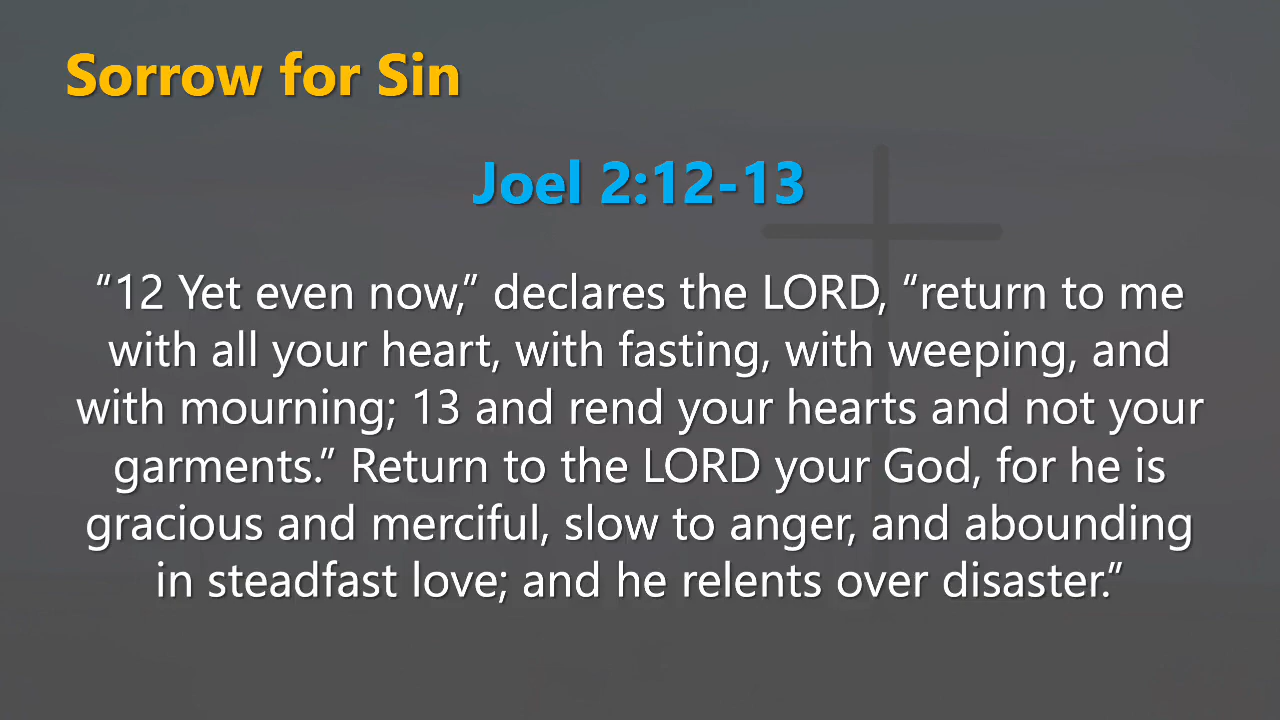 Sorrow for Sin
Joel 2:12-13
“12 Yet even now,” declares the LORD, “return to me
with all your heart, with fasting, with weeping, and
with mourning; 13 and rend your hearts and not your
garments.” Return to the LORD your God, for he is
gracious and merciful, slow to anger, and abounding
in steadfast love; and he relents over disaster.”